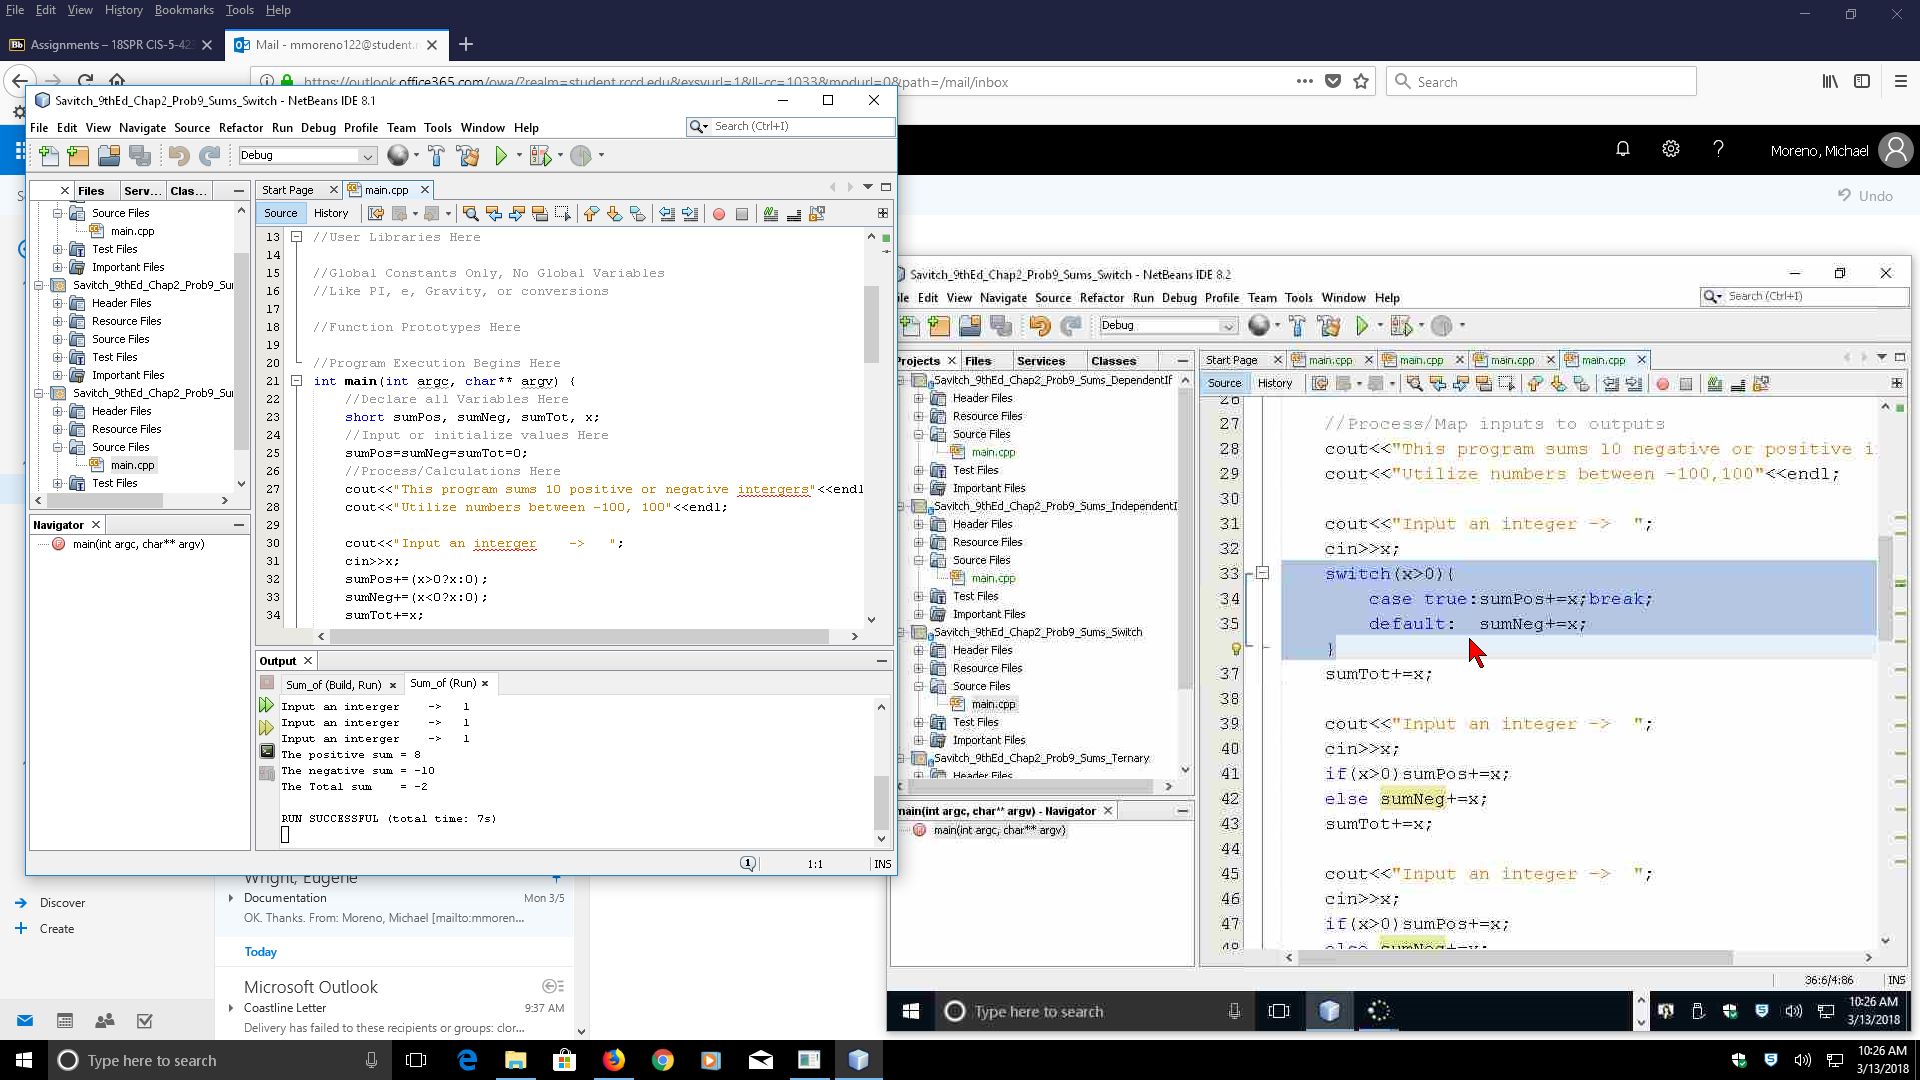 File Edit View History Bookmarks Tools Help
Assignments – 18SPR CIS-5-42
Mail - mmoreno122@student.
https://outlook.office365.com/owa/?realm=student.rccd.edu&exsvurl=1&ll-cc=1033&modurl=0&path=/mail/inbox
Search
Moreno, Michael
Undo
Savitch_9thEd_Chap2_Prob9_Sums_Switch - NetBeans IDE 8.1
File Edit View Navigate Source Refactor Run Debug Profile Team Tools Window Help
Search (Ctrl+I)
Debug
Files Serv... Clas...
Source Files
main.cpp
Test Files
Important Files
Savitch_9thEd_Chap2_Prob9_Su
Header Files
Resource Files
Source Files
Test Files
Important Files
Savitch_9thEd_Chap2_Prob9_Su
Header Files
Resource Files
Source Files
main.cpp
Test Files
Navigator
main(int argc, char** argv)
Start Page main.cpp
Source History
13 //User Libraries Here
14
15 //Global Constants Only, No Global Variables
16 //Like PI, e, Gravity, or conversions
17
18 //Function Prototypes Here
19
20 //Program Execution Begins Here
21 int main(int argc, char** argv) {
22 //Declare all Variables Here
23 short sumPos, sumNeg, sumTot, x;
24 //Input or initialize values Here
25 sumPos=sumNeg=sumTot=0;
26 //Process/Calculations Here
27 cout<<"This program sums 10 positive or negative intergers"<<endl
28 cout<<"Utilize numbers between -100, 100"<<endl;
29
30 cout<<"Input an interger    ->   ";
31 cin>>x;
32 sumPos+=(x>0?x:0);
33 sumNeg+=(x<0?x:0);
34 sumTot+=x;
Output
Sum_of (Build, Run) Sum_of (Run)
Input an interger    ->   1
Input an interger    ->   1
Input an interger    ->   1
The positive sum = 8
The negative sum = -10
The Total sum    = -2
RUN SUCCESSFUL (total time: 7s)
1:1 INS
Wright, Eugene
Documentation Mon 3/5
OK. Thanks. From: Moreno, Michael [mailto:mmoren...
Today
Microsoft Outlook
Coastline Letter 9:37 AM
Delivery has failed to these recipients or groups: clor...
Discover
Create
Savitch_9thEd_Chap2_Prob9_Sums_Switch - NetBeans IDE 8.2
Edit View Navigate Source Refactor Run Debug Profile Team Tools Window Help
Search (Ctrl+I)
Debug
Projects Files Services Classes
Savitch_9thEd_Chap2_Prob9_Sums_DependentIf
Header Files
Resource Files
Source Files
main.cpp
Test Files
Important Files
Savitch_9thEd_Chap2_Prob9_Sums_IndependentI
Header Files
Resource Files
Source Files
main.cpp
Test Files
Important Files
Savitch_9thEd_Chap2_Prob9_Sums_Switch
Header Files
Resource Files
Source Files
main.cpp
Test Files
Important Files
Savitch_9thEd_Chap2_Prob9_Sums_Ternary
Header Files
main(int argc, char** argv) - Navigator
main(int argc, char** argv)
Start Page main.cpp main.cpp main.cpp main.cpp
Source History
26
27 //Process/Map inputs to outputs
28 cout<<"This program sums 10 negative or positive i
29 cout<<"Utilize numbers between -100,100"<<endl;
30
31 cout<<"Input an integer ->  ";
32 cin>>x;
33 switch(x>0){
34 case true:sumPos+=x;break;
35 default:  sumNeg+=x;
}
37 sumTot+=x;
38
39 cout<<"Input an integer ->  ";
40 cin>>x;
41 if(x>0)sumPos+=x;
42 else sumNeg+=x;
43 sumTot+=x;
44
45 cout<<"Input an integer ->  ";
46 cin>>x;
47 if(x>0)sumPos+=x;
48 else sumNeg+=x;
36:6/4:86 INS
Type here to search
10:26 AM
3/13/2018
Type here to search
10:26 AM
3/13/2018